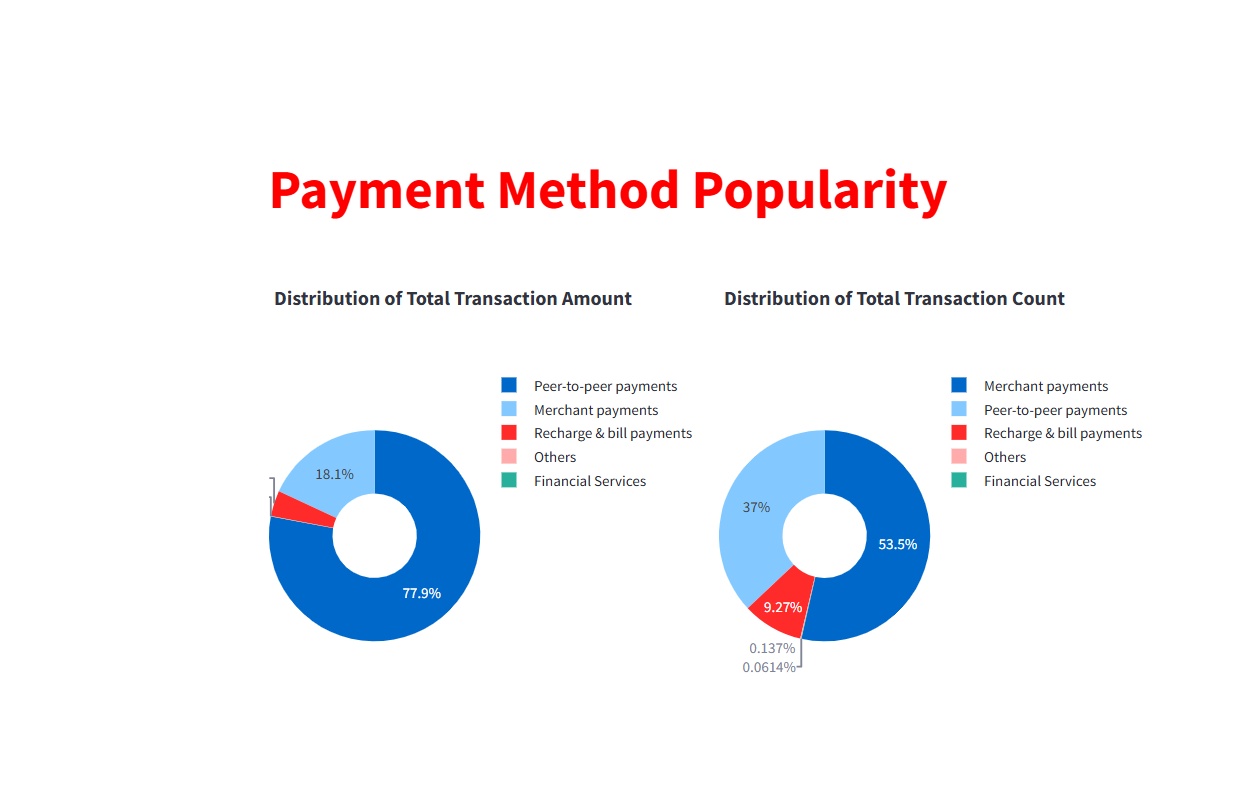 Payment Method Popularity
Distribution of Total Transaction Amount
Peer-to-peer payments
Merchant payments
Recharge & bill payments
Others
Financial Services
18.1%
77.9%
Distribution of Total Transaction Count
Merchant payments
Peer-to-peer payments
Recharge & bill payments
Others
Financial Services
37%
53.5%
9.27%
0.137%
0.0614%